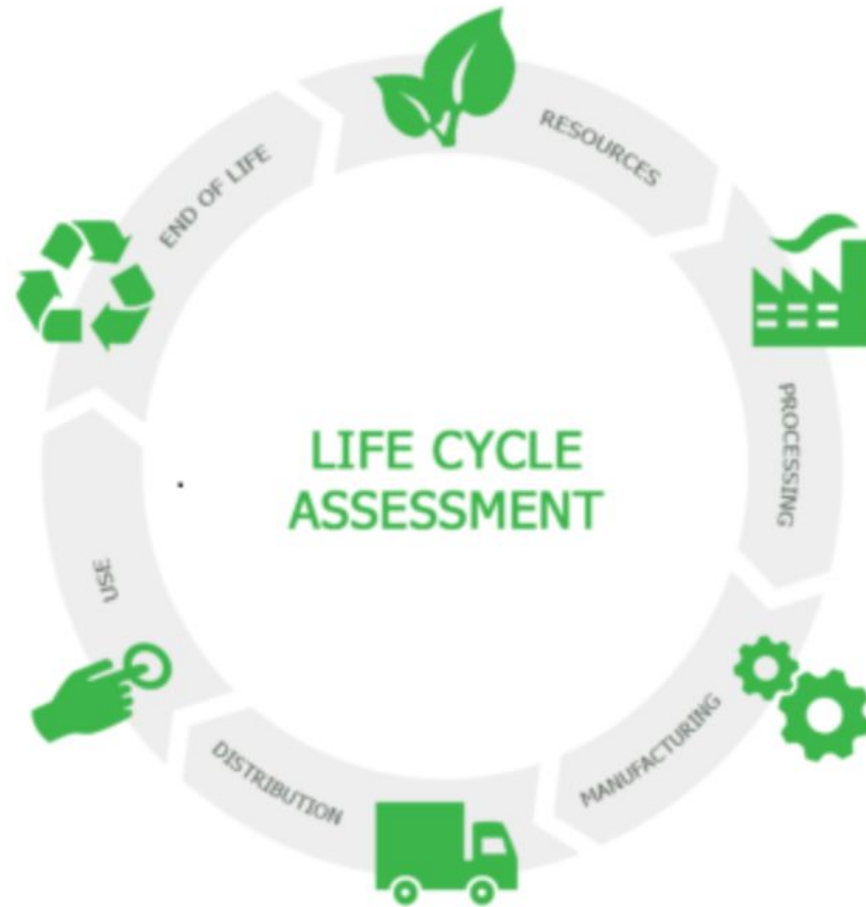 LIFE CYCLE
ASSESSMENT
RESOURCES
PROCESSING
MANUFACTURING
DISTRIBUTION
USE
END OF LIFE